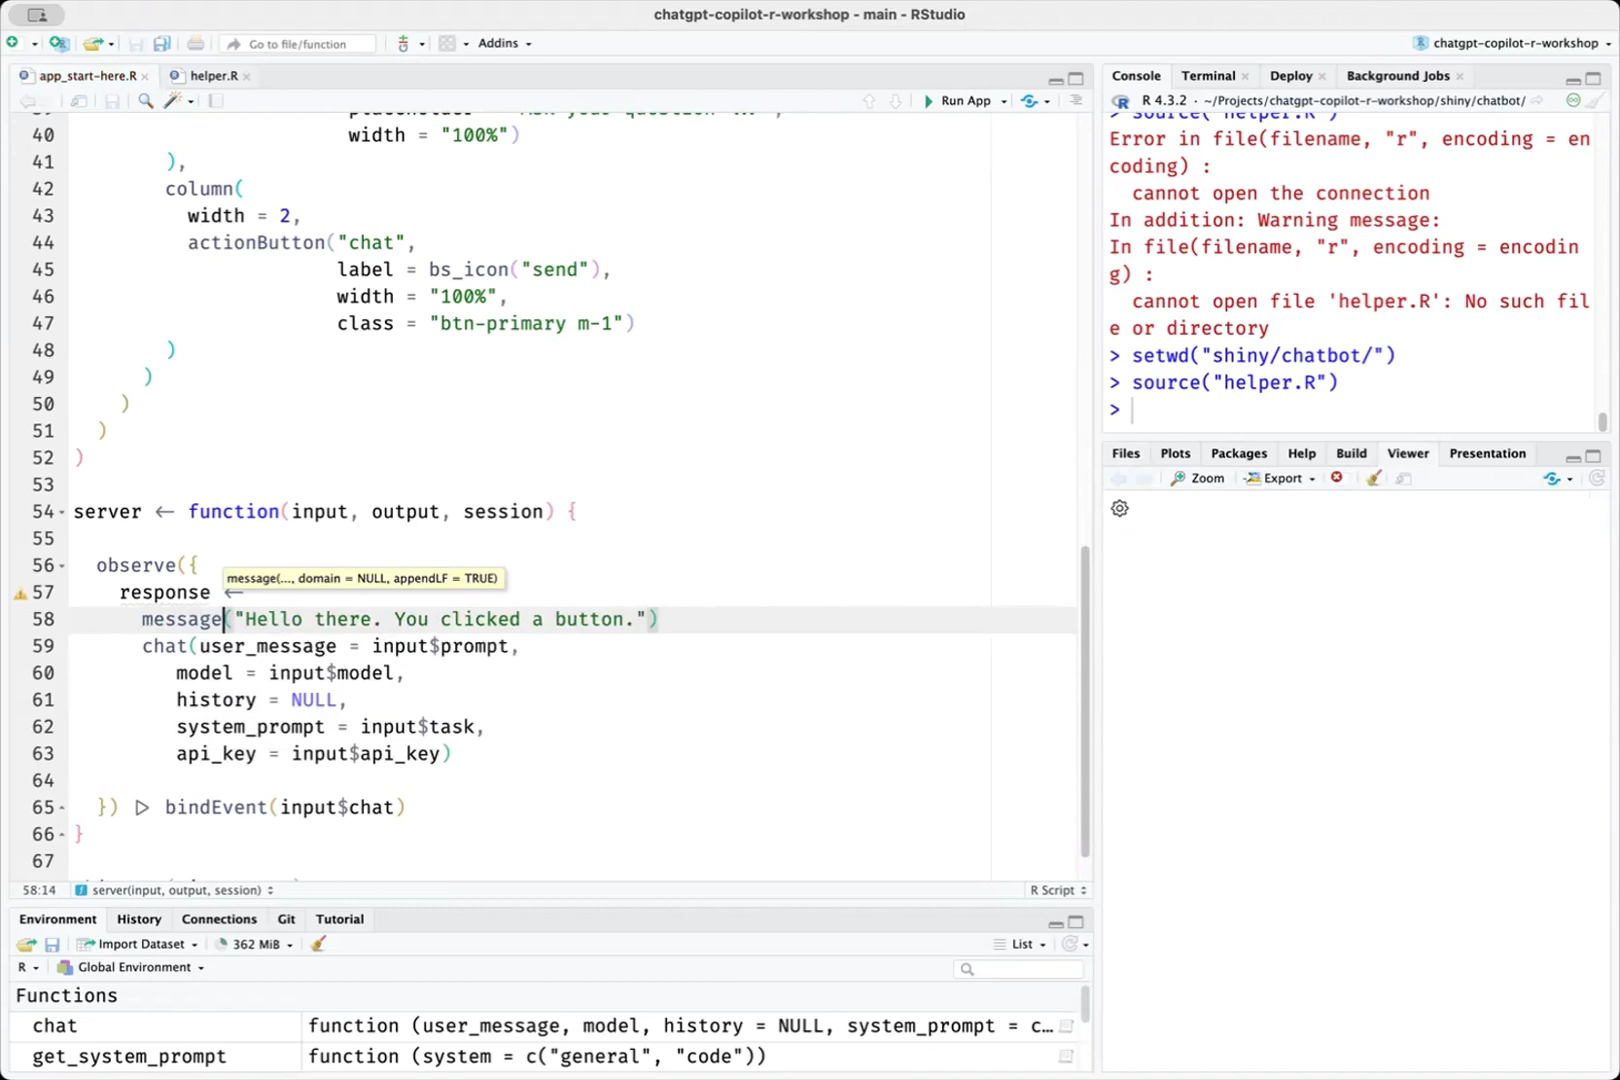 chatgpt-copilot-r-workshop - main - RStudio
Go to file/function
Addins
chatgpt-copilot-r-workshop
app_start-here.R
helper.R
Run App
40 width = "100%")
41 ),
42 column(
43 width = 2,
44 actionButton("chat",
45 label = bs_icon("send"),
46 width = "100%",
47 class = "btn-primary m-1")
48 )
49 )
50 )
51 )
52 )
53
54 server <- function(input, output, session) {
55
56 observe({
message(..., domain = NULL, appendLF = TRUE)
57 response <-
58 message("Hello there. You clicked a button.")
59 chat(user_message = input$prompt,
60 model = input$model,
61 history = NULL,
62 system_prompt = input$task,
63 api_key = input$api_key)
64
65 }) |> bindEvent(input$chat)
66 }
67
58:14 server(input, output, session) R Script
Environment History Connections Git Tutorial
Import Dataset 362 MiB List
R Global Environment
Functions
chat function (user_message, model, history = NULL, system_prompt = c…
get_system_prompt function (system = c("general", "code"))
Console Terminal Deploy Background Jobs
R 4.3.2 · ~/Projects/chatgpt-copilot-r-workshop/shiny/chatbot/
> source("helper.R")
Error in file(filename, "r", encoding = en
coding) :
cannot open the connection
In addition: Warning message:
In file(filename, "r", encoding = encodin
g) :
cannot open file 'helper.R': No such fil
e or directory
> setwd("shiny/chatbot/")
> source("helper.R")
>
Files Plots Packages Help Build Viewer Presentation
Zoom Export